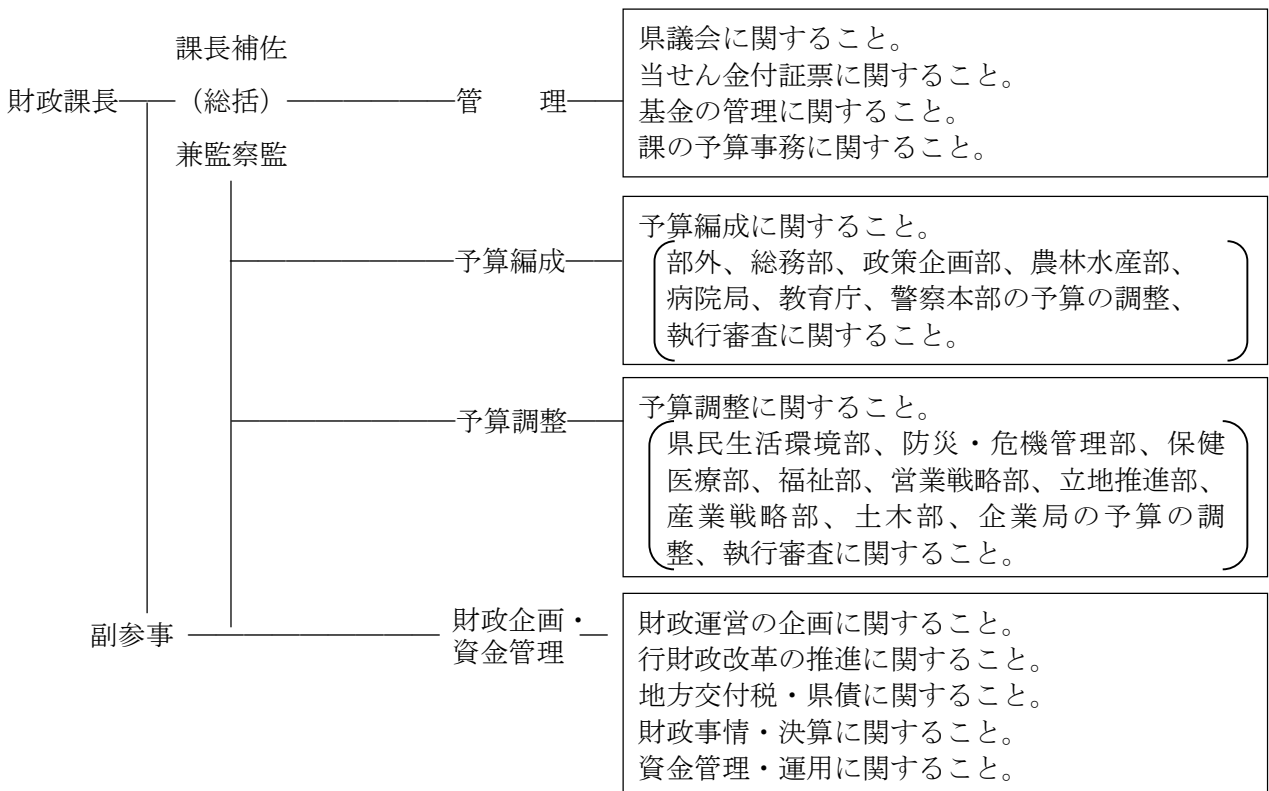 課長補佐
財政課長
（総括）
兼監察監
管　　理
県議会に関すること。
当せん金付証票に関すること。
基金の管理に関すること。
課の予算事務に関すること。
予算編成
予算編成に関すること。
部外、総務部、政策企画部、農林水産部、
病院局、教育庁、警察本部の予算の調整、
執行審査に関すること。
予算調整
予算調整に関すること。
県民生活環境部、防災・危機管理部、保健
医療部、福祉部、営業戦略部、立地推進部、
産業戦略部、土木部、企業局の予算の調
整、執行審査に関すること。
副参事
財政企画・
資金管理
財政運営の企画に関すること。
行財政改革の推進に関すること。
地方交付税・県債に関すること。
財政事情・決算に関すること。
資金管理・運用に関すること。